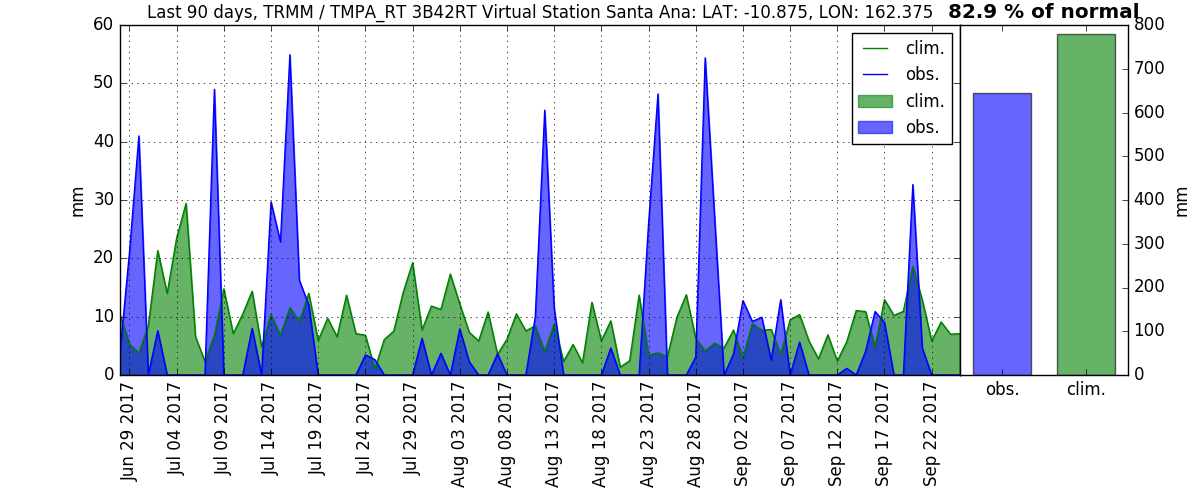 Last 90 days, TRMM / TMPA_RT 3B42RT Virtual Station Santa Ana: LAT: -10.875, LON: 162.375 82.9 % of normal
60
50
40
30
20
10
0
mm
clim.
obs.
clim.
obs.
Jun 29 2017
Jul 04 2017
Jul 09 2017
Jul 14 2017
Jul 19 2017
Jul 24 2017
Jul 29 2017
Aug 03 2017
Aug 08 2017
Aug 13 2017
Aug 18 2017
Aug 23 2017
Aug 28 2017
Sep 02 2017
Sep 07 2017
Sep 12 2017
Sep 17 2017
Sep 22 2017
800
700
600
500
400
300
200
100
0
mm
obs. clim.